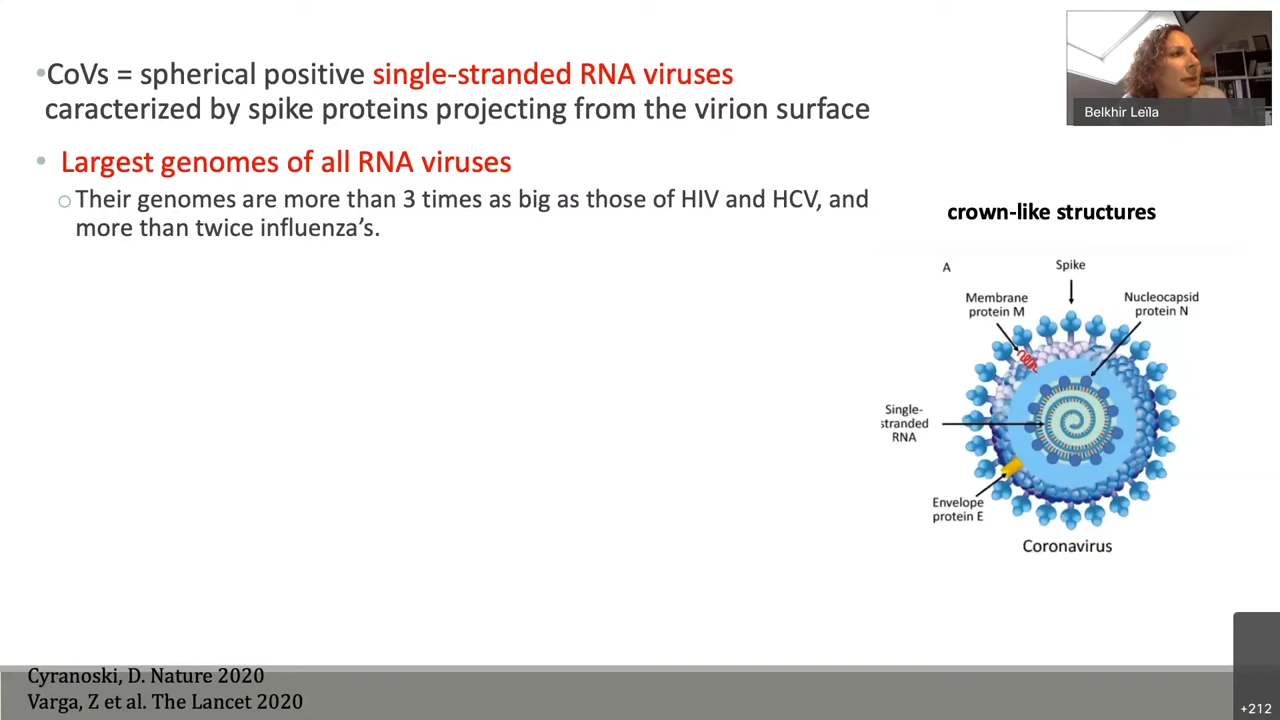 •CoVs = spherical positive single-stranded RNA viruses
caracterized by spike proteins projecting from the virion surface
• Largest genomes of all RNA viruses
○Their genomes are more than 3 times as big as those of HIV and HCV, and
more than twice influenza's.
Belkhir Leïla
crown-like structures
A
Spike
Membrane
protein M
Nucleocapsid
protein N
Single-
stranded
RNA
Envelope
protein E
Coronavirus
Cyranoski, D. Nature 2020
Varga, Z et al. The Lancet 2020
+212